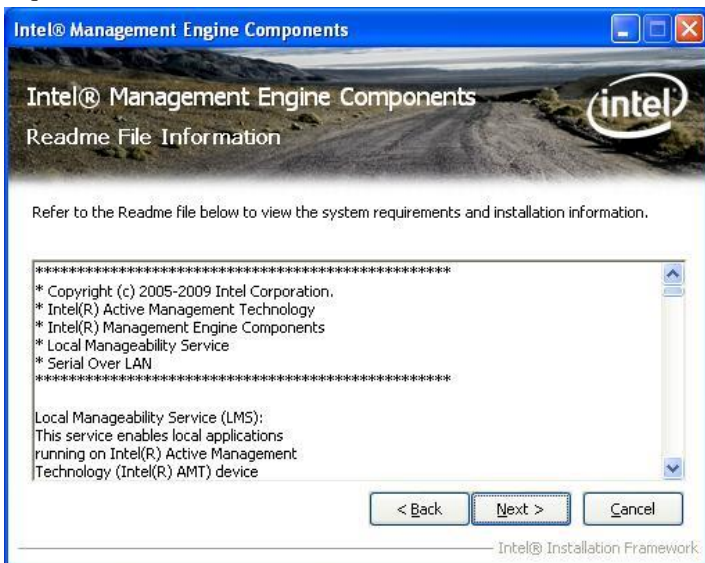 Intel® Management Engine Components
Intel(R) Management Engine Components
intel
Readme File Information
Refer to the Readme file below to view the system requirements and installation information.
**************************************************
* Copyright (c) 2005-2009 Intel Corporation.
* Intel(R) Active Management Technology
* Intel(R) Management Engine Components
* Local Manageability Service
* Serial Over LAN
**************************************************
Local Manageability Service (LMS):
This service enables local applications
running on Intel(R) Active Management
Technology (Intel(R) AMT) device
< Back Next > Cancel
Intel® Installation Framework